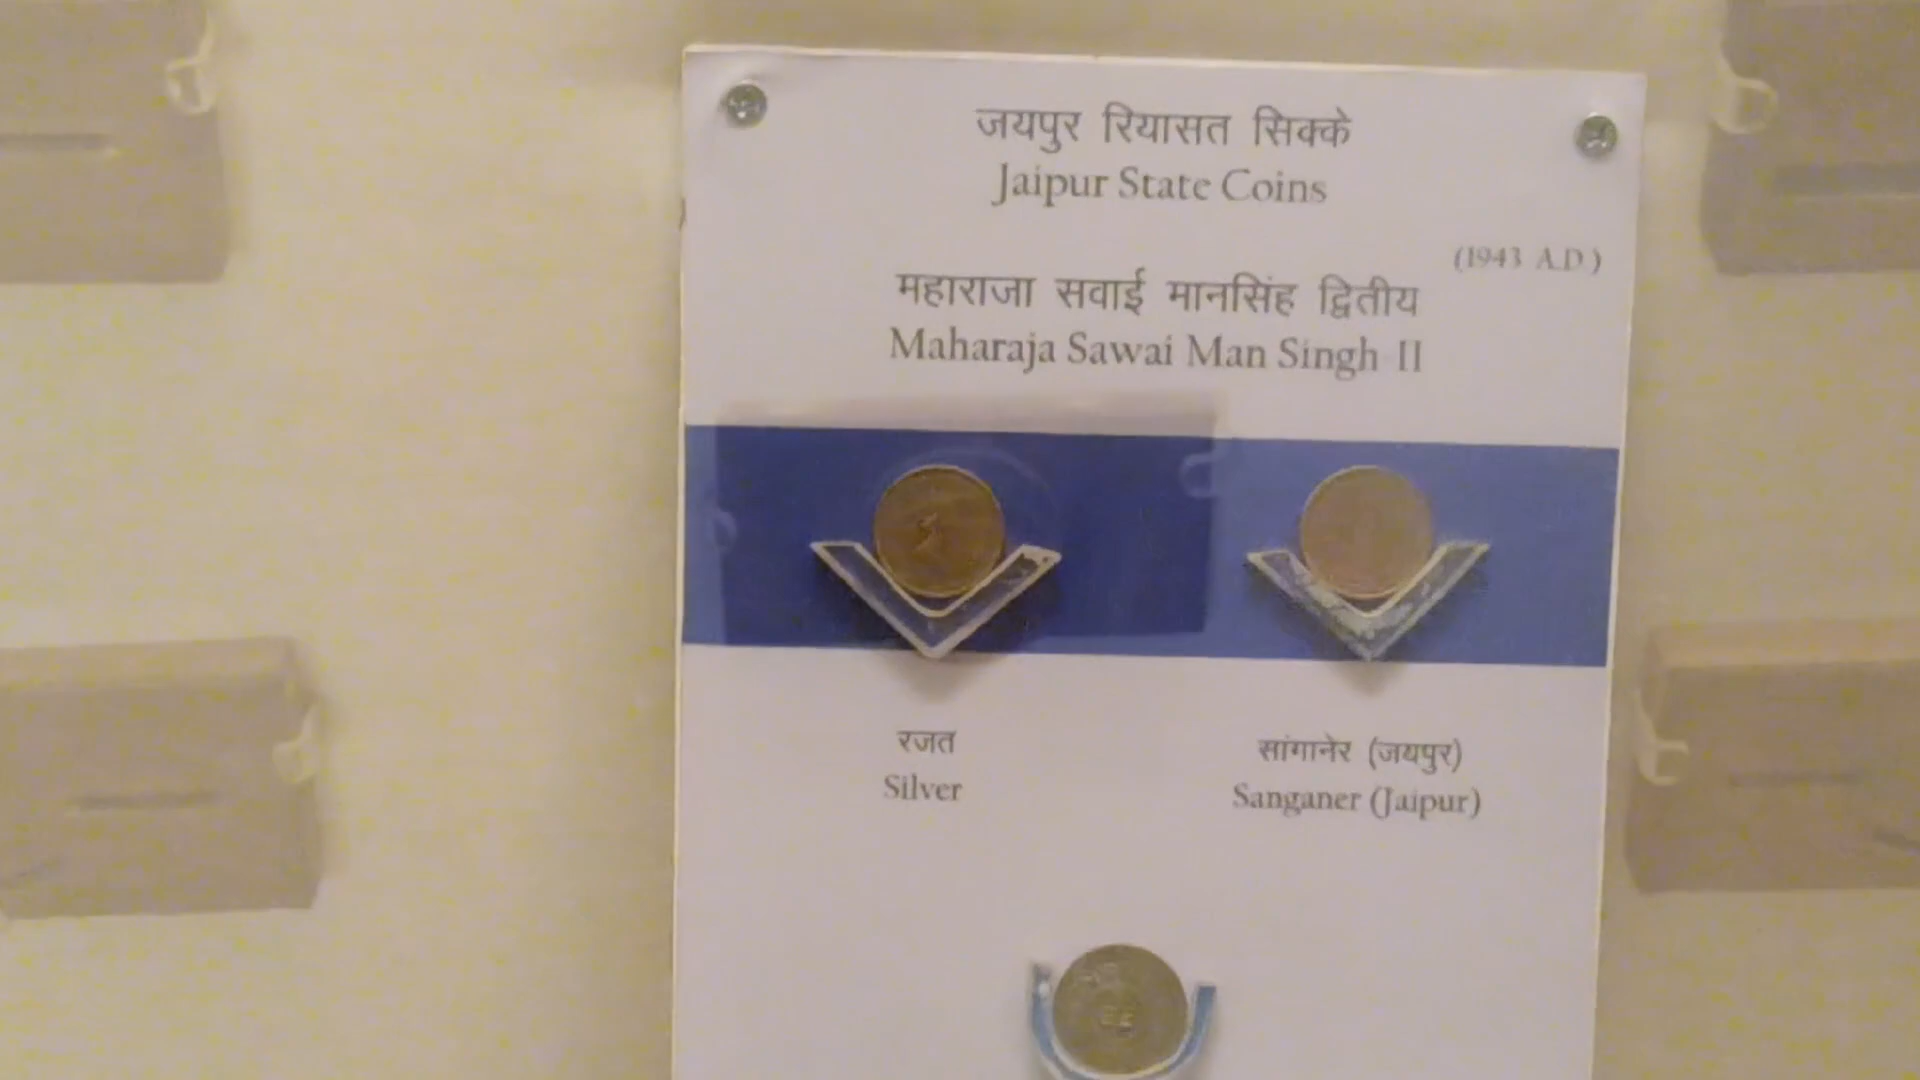 जयपुर रियासत सिक्के
Jaipur State Coins
(1943 A.D.)
महाराजा सवाई मानसिंह द्वितीय
Maharaja Sawai Man Singh II
रजत
Silver
सांगानेर (जयपुर)
Sanganer (Jaipur)